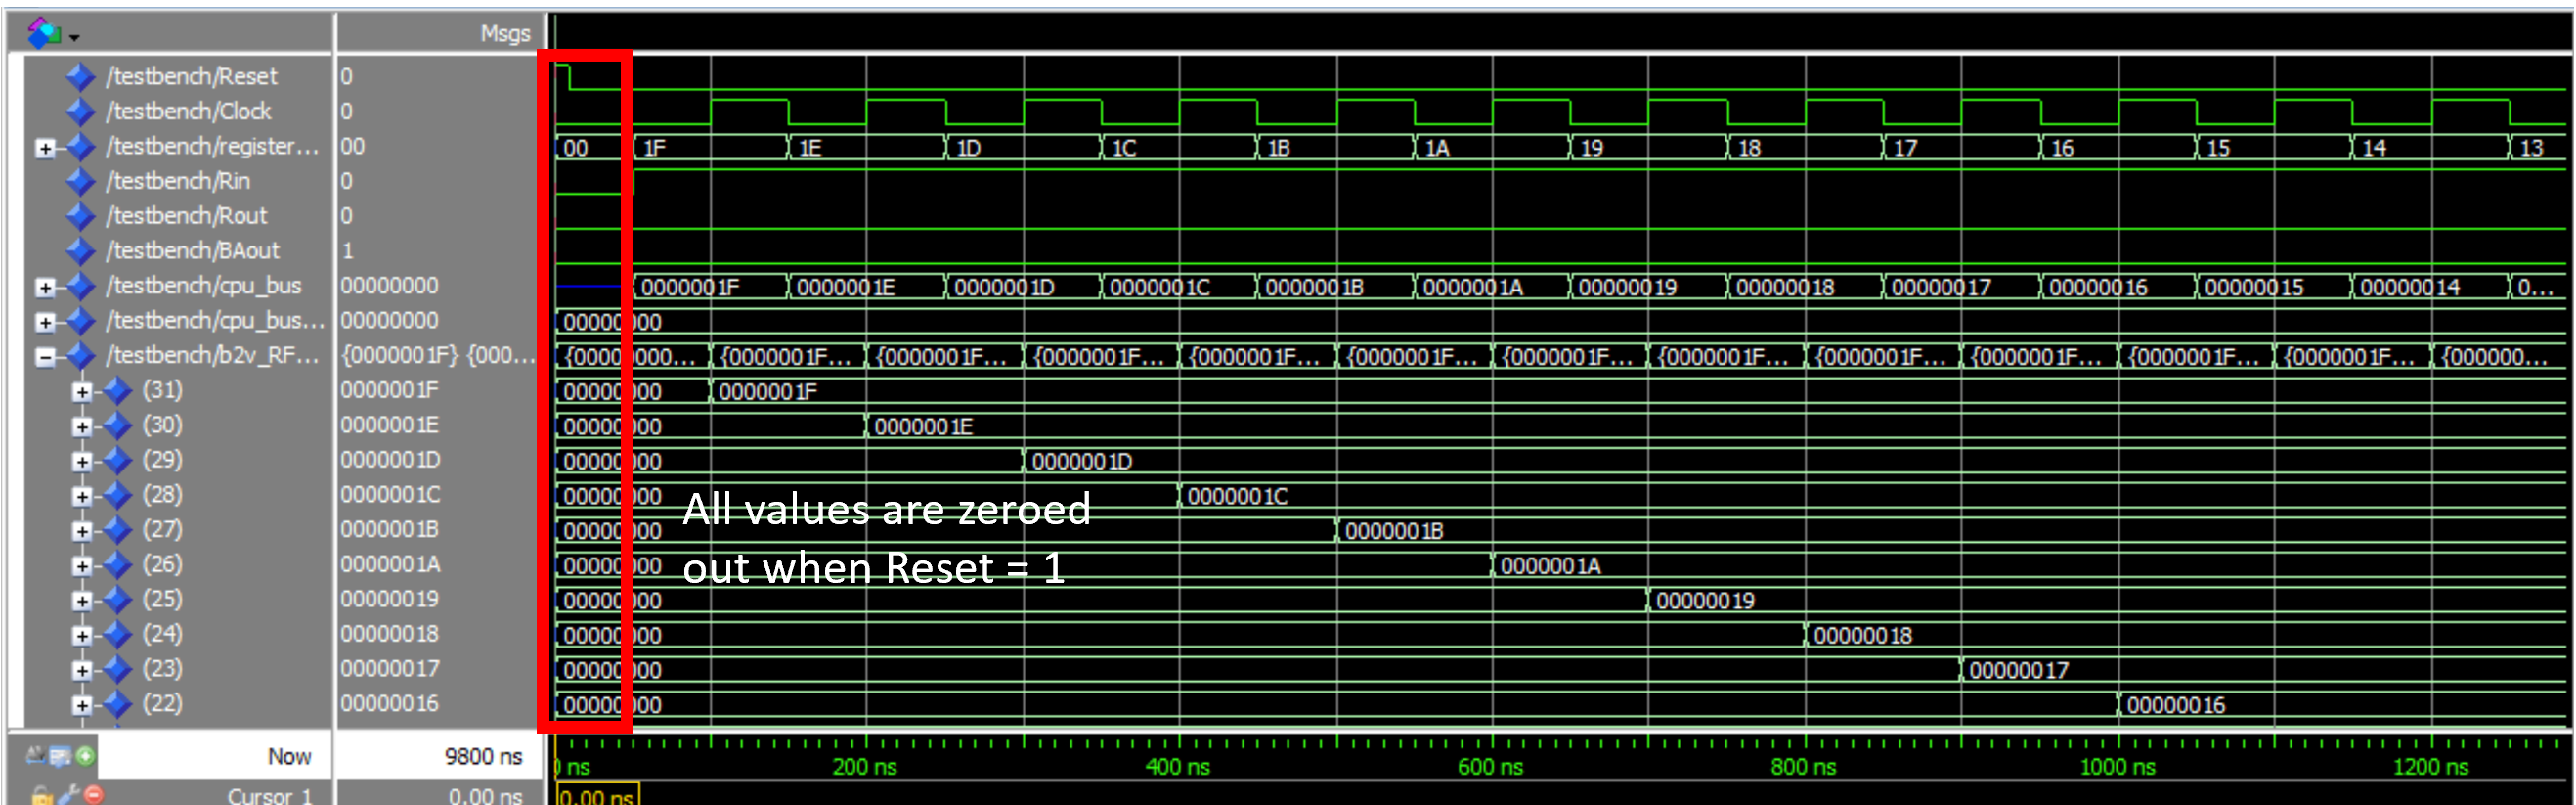 Msgs
/testbench/Reset 0
/testbench/Clock 0
/testbench/register... 00 00 1F 1E 1D 1C 1B 1A 19 18 17 16 15 14 13
/testbench/Rin 0
/testbench/Rout 0
/testbench/BAout 1
/testbench/cpu_bus 00000000 0000001F 0000001E 0000001D 0000001C 0000001B 0000001A 00000019 00000018 00000017 00000016 00000015 00000014 0...
/testbench/cpu_bus... 00000000 00000000
/testbench/b2v_RF... {0000001F} {000... {00000000... {0000001F... {0000001F... {0000001F... {0000001F... {0000001F... {0000001F... {0000001F... {0000001F... {0000001F... {0000001F... {0000001F... {000000...
(31) 0000001F 00000000 0000001F
(30) 0000001E 00000000 0000001E
(29) 0000001D 00000000 0000001D
(28) 0000001C 00000000 0000001C
(27) 0000001B 00000000 0000001B
(26) 0000001A 00000000 0000001A
(25) 00000019 00000000 00000019
(24) 00000018 00000000 00000018
(23) 00000017 00000000 00000017
(22) 00000016 00000000 00000016
All values are zeroed
out when Reset = 1
Now 9800 ns ns 200 ns 400 ns 600 ns 800 ns 1000 ns 1200 ns
Cursor 1 0.00 ns 0.00 ns